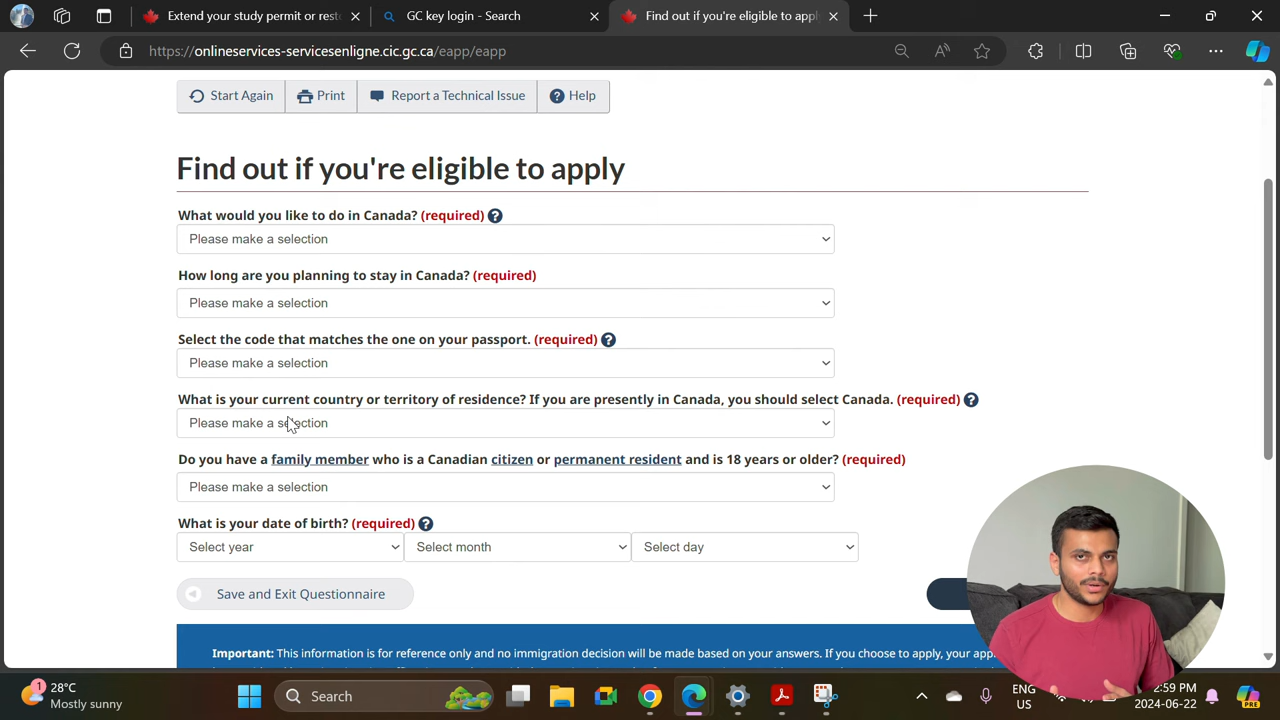 Extend your study permit or rest
GC key login - Search
Find out if you're eligible to appl
https://onlineservices-servicesenligne.cic.gc.ca/eapp/eapp
Start Again
Print
Report a Technical Issue
Help
Find out if you're eligible to apply
What would you like to do in Canada? (required)
Please make a selection
How long are you planning to stay in Canada? (required)
Please make a selection
Select the code that matches the one on your passport. (required)
Please make a selection
What is your current country or territory of residence? If you are presently in Canada, you should select Canada. (required)
Please make a selection
Do you have a family member who is a Canadian citizen or permanent resident and is 18 years or older? (required)
Please make a selection
What is your date of birth? (required)
Select year Select month Select day
Save and Exit Questionnaire
Important: This information is for reference only and no immigration decision will be made based on your answers. If you choose to apply, your
1
28°C
Mostly sunny
Search
ENG
US
2:59 PM
2024-06-22
PRE